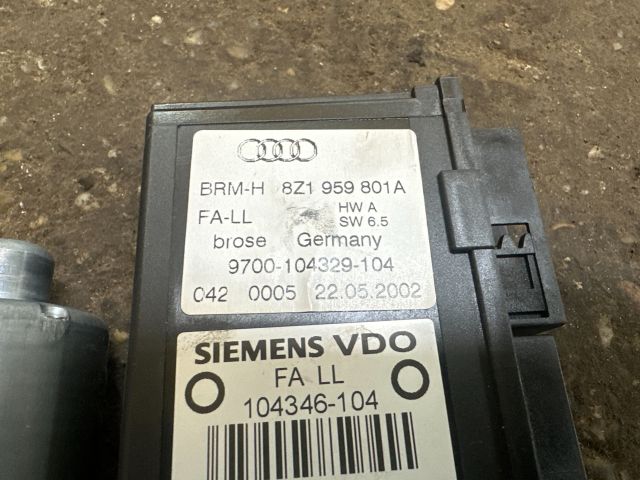 BRM-H 8Z1 959 801A
FA-LL HW A
SW 6.5
brose Germany
9700-104329-104
042 0005 22.05.2002
SIEMENS VDO
FA LL
104346-104